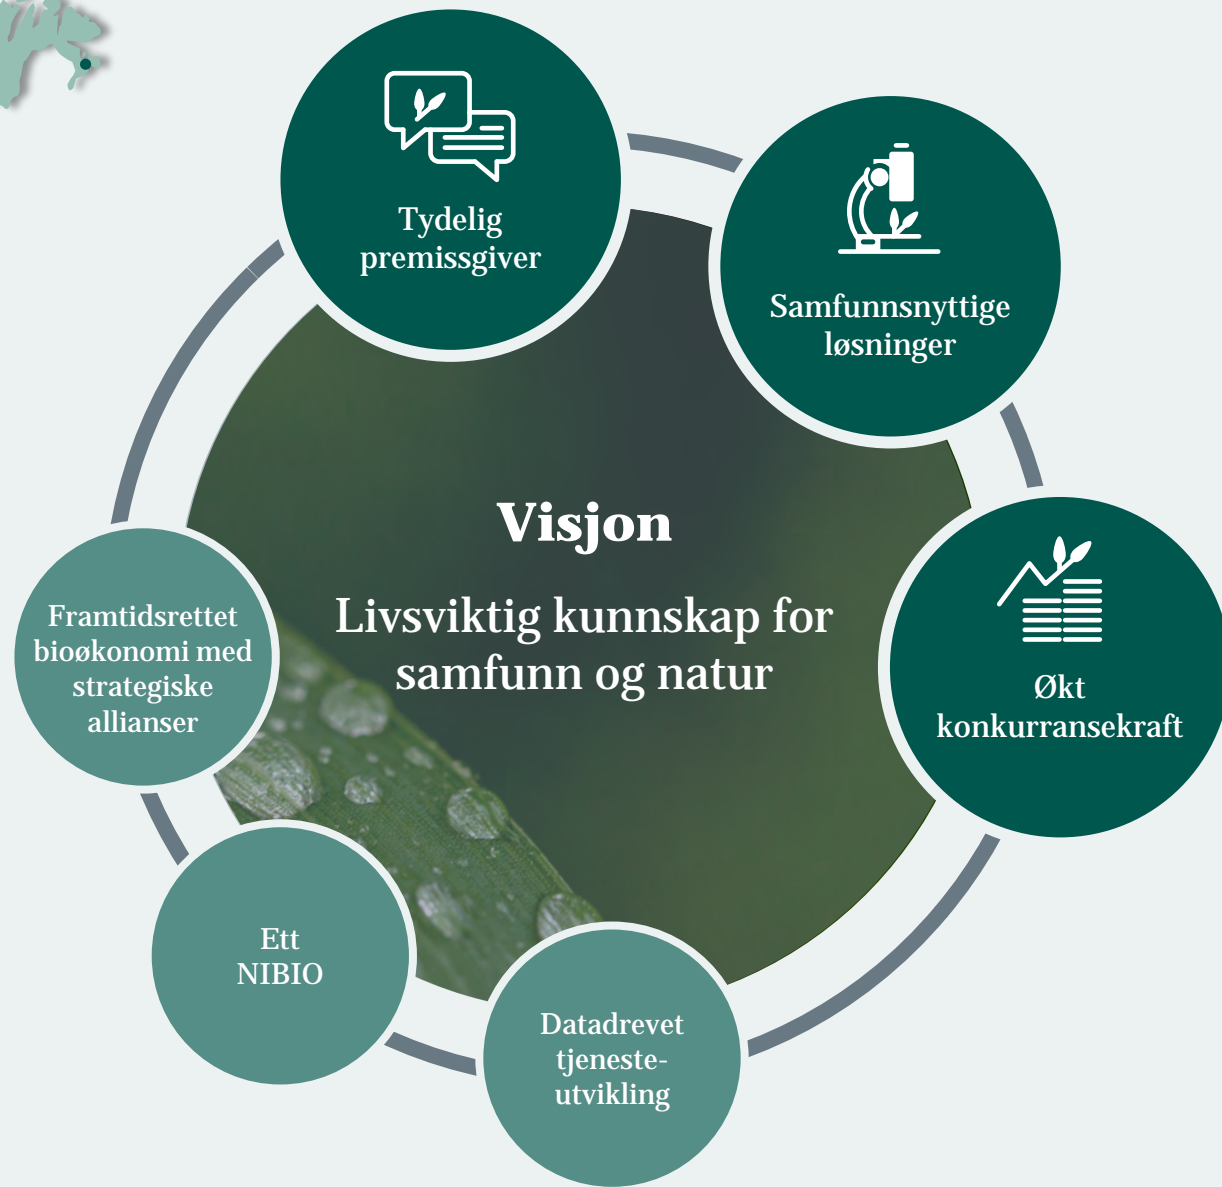 Tydelig
premissgiver
Samfunnsnyttige
løsninger
Visjon
Livsviktig kunnskap for
samfunn og natur
Økt
konkurransekraft
Framtidsrettet
bioøkonomi med
strategiske
allianser
Ett
NIBIO
Datadrevet
tjeneste-
utvikling